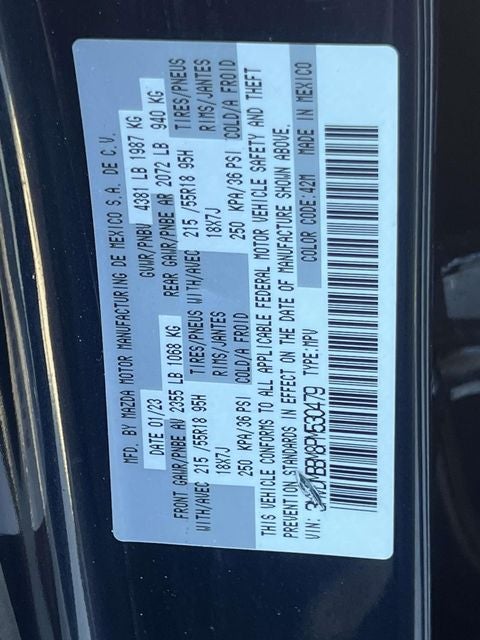 MFD. BY MAZDA MOTOR MANUFACTURING DE MEXICO S.A. DE C.V.
DATE 01/23 GVWR/PNBV 4381 LB 1987 KG
FRONT GAWR/PNBE AV 2355 LB 1068 KG REAR GAWR/PNBE AR 2072 LB 940 KG
WITH/AVEC 215 /55R18 95H TIRES/PNEUS WITH/AVEC 215 /55R18 95H TIRES/PNEUS
18X7J RIMS/JANTES 18X7J RIMS/JANTES
250 KPA/36 PSI COLD/A FROID 250 KPA/36 PSI COLD/A FROID
THIS VEHICLE CONFORMS TO ALL APPLICABLE FEDERAL MOTOR VEHICLE SAFETY AND THEFT
PREVENTION STANDARDS IN EFFECT ON THE DATE OF MANUFACTURE SHOWN ABOVE.
VIN: TYPE:MPV COLOR CODE:42M MADE IN MEXICO